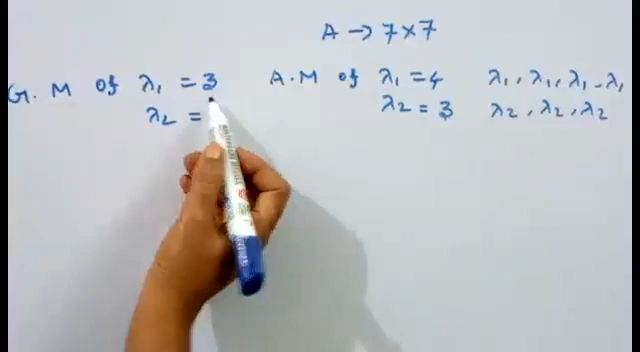 A → 7×7
G.M of λ₁ = 3
λ₂ =
A.M of λ₁ = 4 λ₁, λ₁, λ₁, λ₁
λ₂ = 3 λ₂, λ₂, λ₂